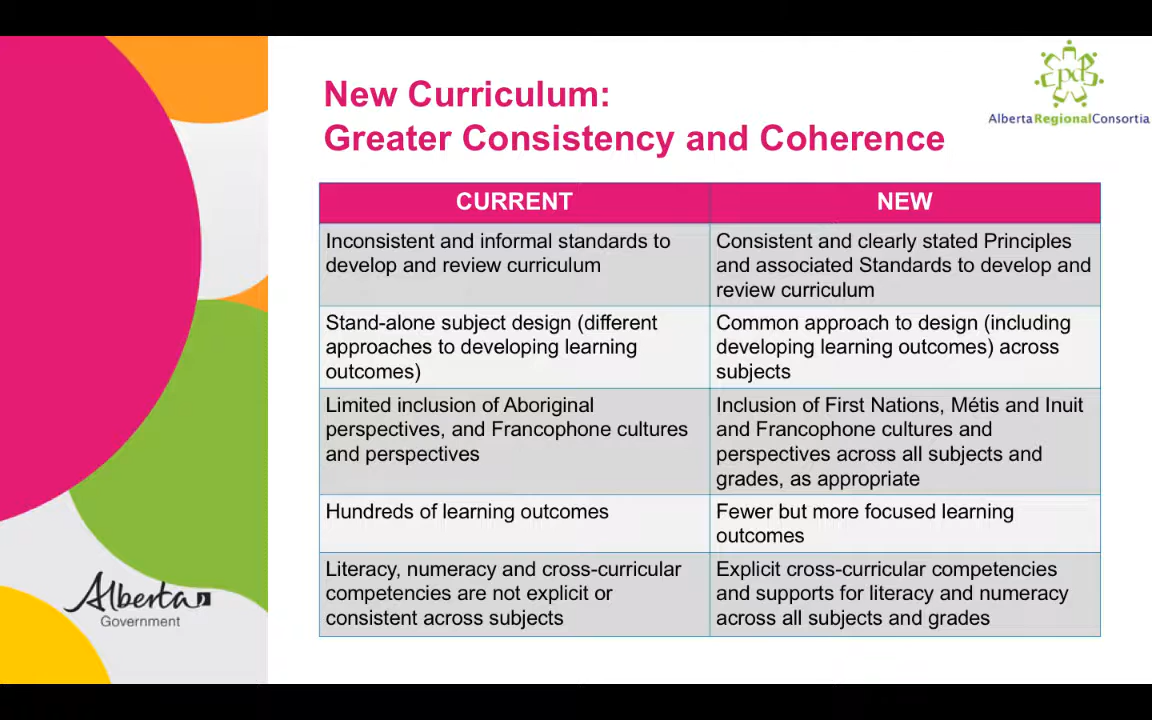 New Curriculum:
Greater Consistency and Coherence
pdc
AlbertaRegionalConsortia
CURRENT
NEW
Inconsistent and informal standards to
develop and review curriculum
Consistent and clearly stated Principles
and associated Standards to develop and
review curriculum
Stand-alone subject design (different
approaches to developing learning
outcomes)
Common approach to design (including
developing learning outcomes) across
subjects
Limited inclusion of Aboriginal
perspectives, and Francophone cultures
and perspectives
Inclusion of First Nations, Métis and Inuit
and Francophone cultures and
perspectives across all subjects and
grades, as appropriate
Hundreds of learning outcomes
Fewer but more focused learning
outcomes
Literacy, numeracy and cross-curricular
competencies are not explicit or
consistent across subjects
Explicit cross-curricular competencies
and supports for literacy and numeracy
across all subjects and grades
Alberta
Government